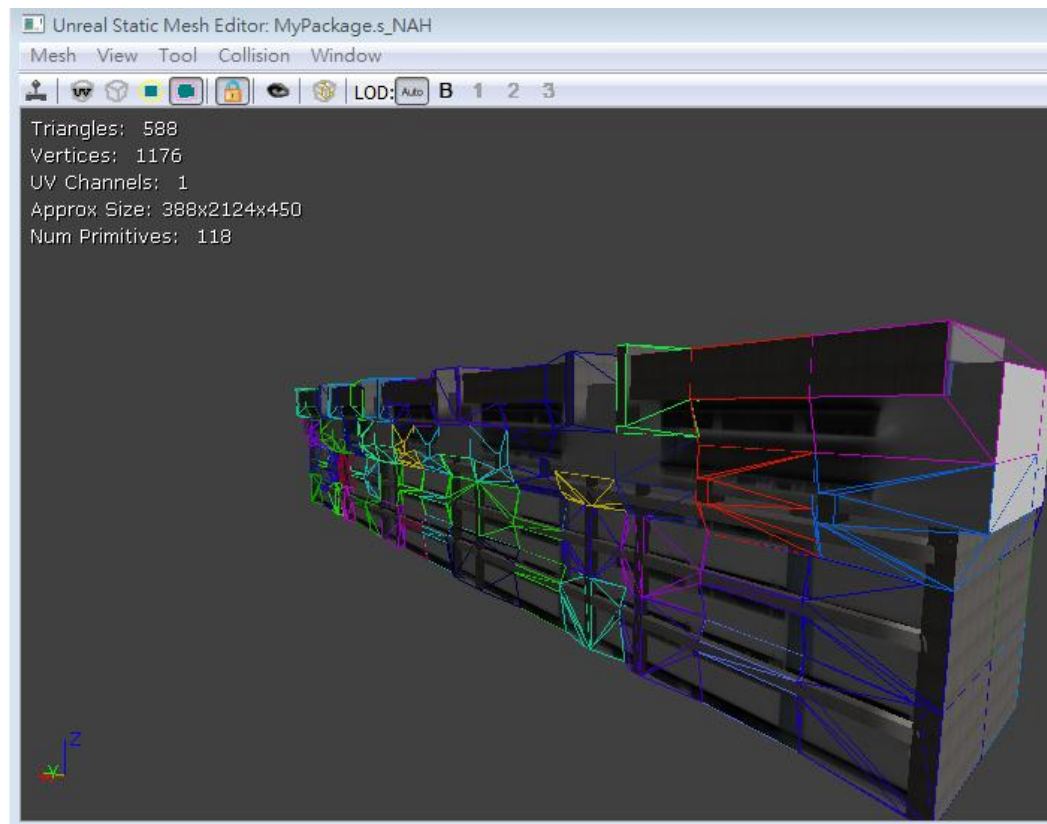 Unreal Static Mesh Editor: MyPackage.s_NAH
Mesh View Tool Collision Window
UV LOD: Auto B 1 2 3
Triangles: 588
Vertices: 1176
UV Channels: 1
Approx Size: 388x2124x450
Num Primitives: 118
Z
Y